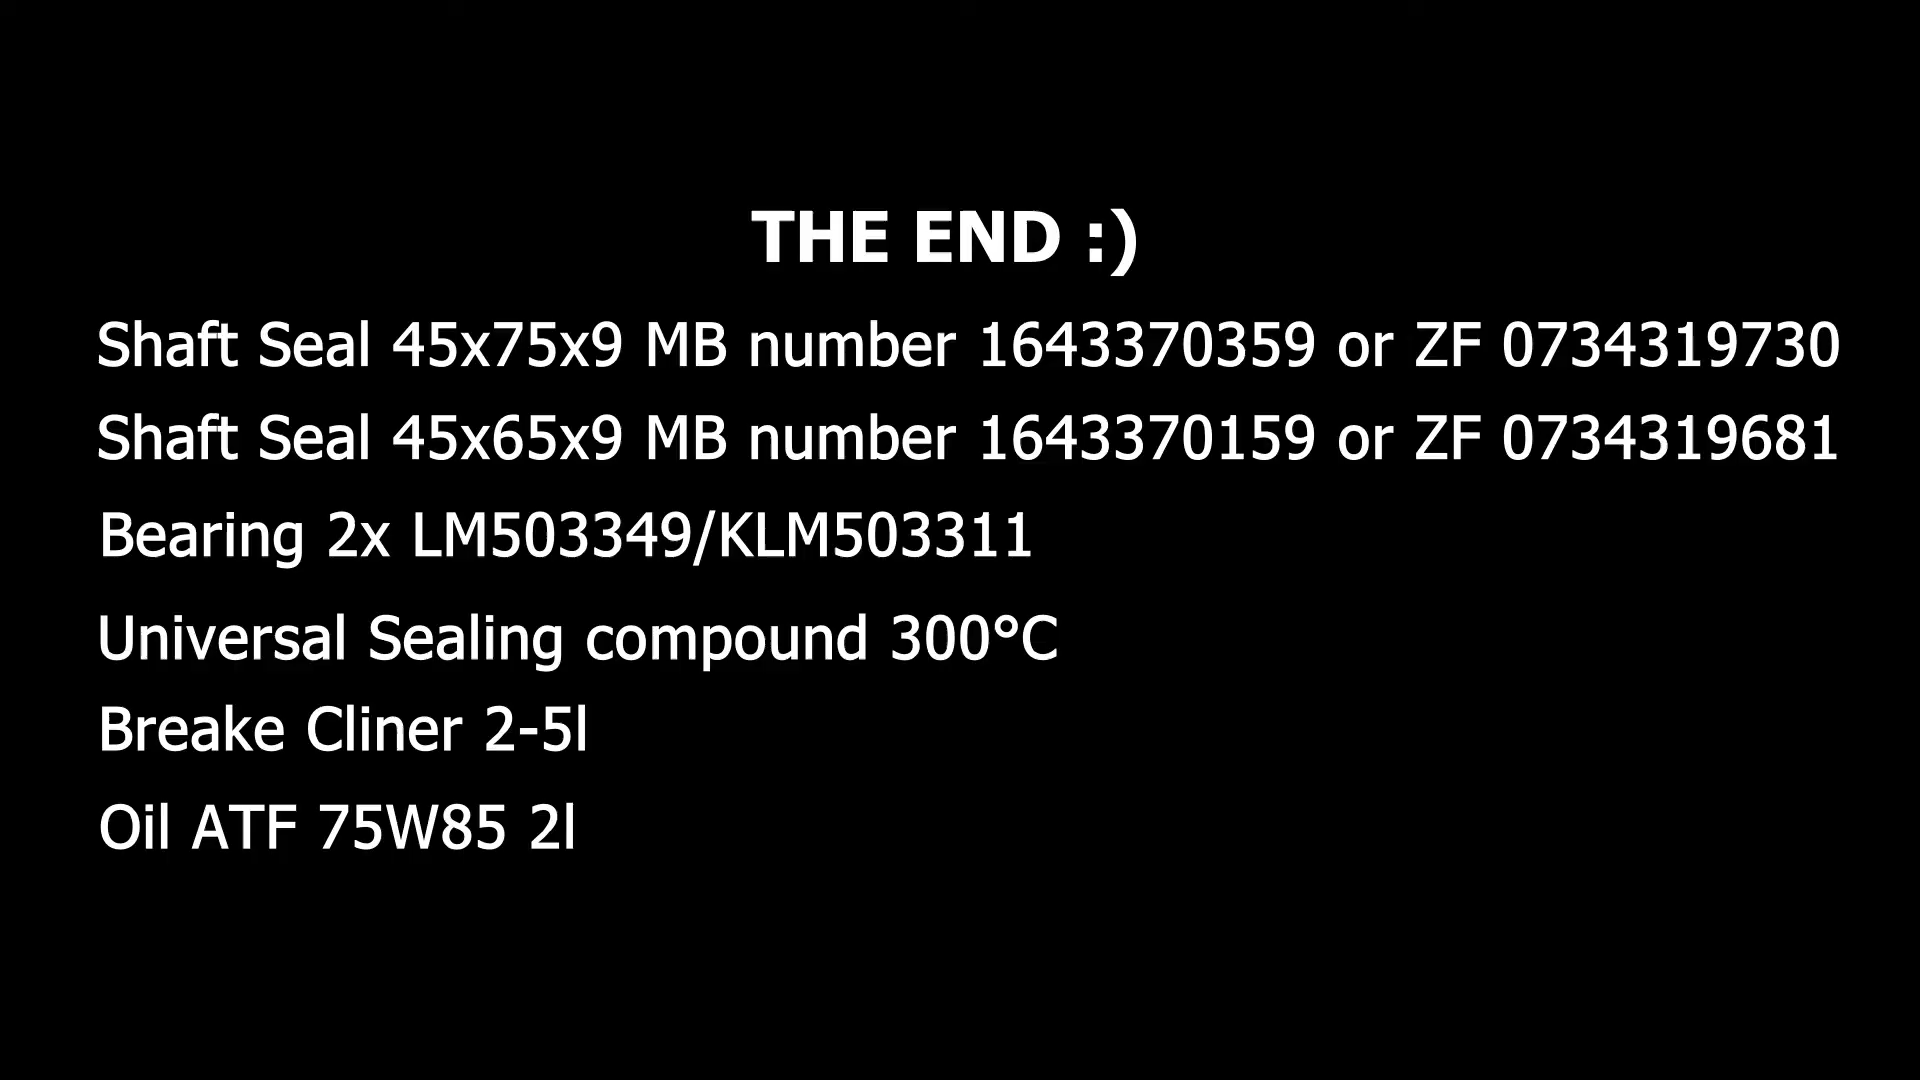 THE END :)
Shaft Seal 45x75x9 MB number 1643370359 or ZF 0734319730
Shaft Seal 45x65x9 MB number 1643370159 or ZF 0734319681
Bearing 2x LM503349/KLM503311
Universal Sealing compound 300°C
Breake Cliner 2-5l
Oil ATF 75W85 2l